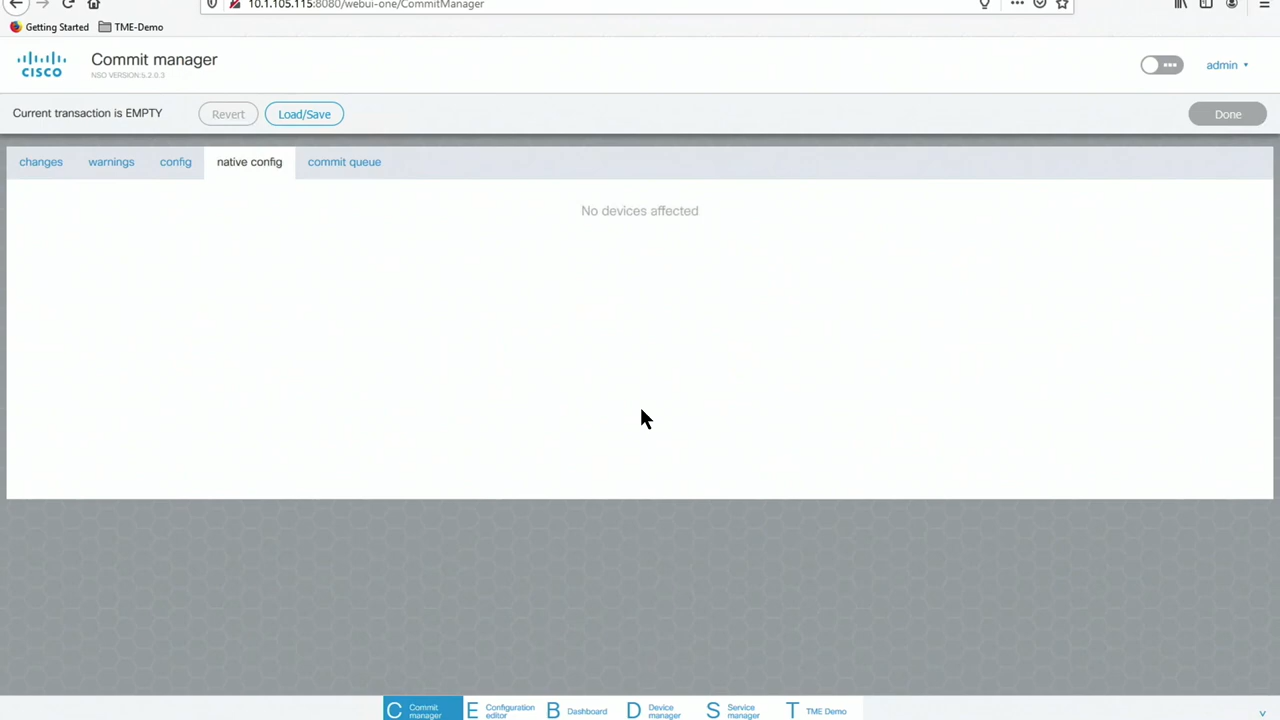 10.1.105.115:8080/webui-one/CommitManager
Getting Started TME-Demo
CISCO
Commit manager
NSO VERSION:5.2.0.3
admin
Current transaction is EMPTY Revert Load/Save Done
changes warnings config native config commit queue
No devices affected
C Commit manager E Configuration editor B Dashboard D Device manager S Service manager T TME Demo